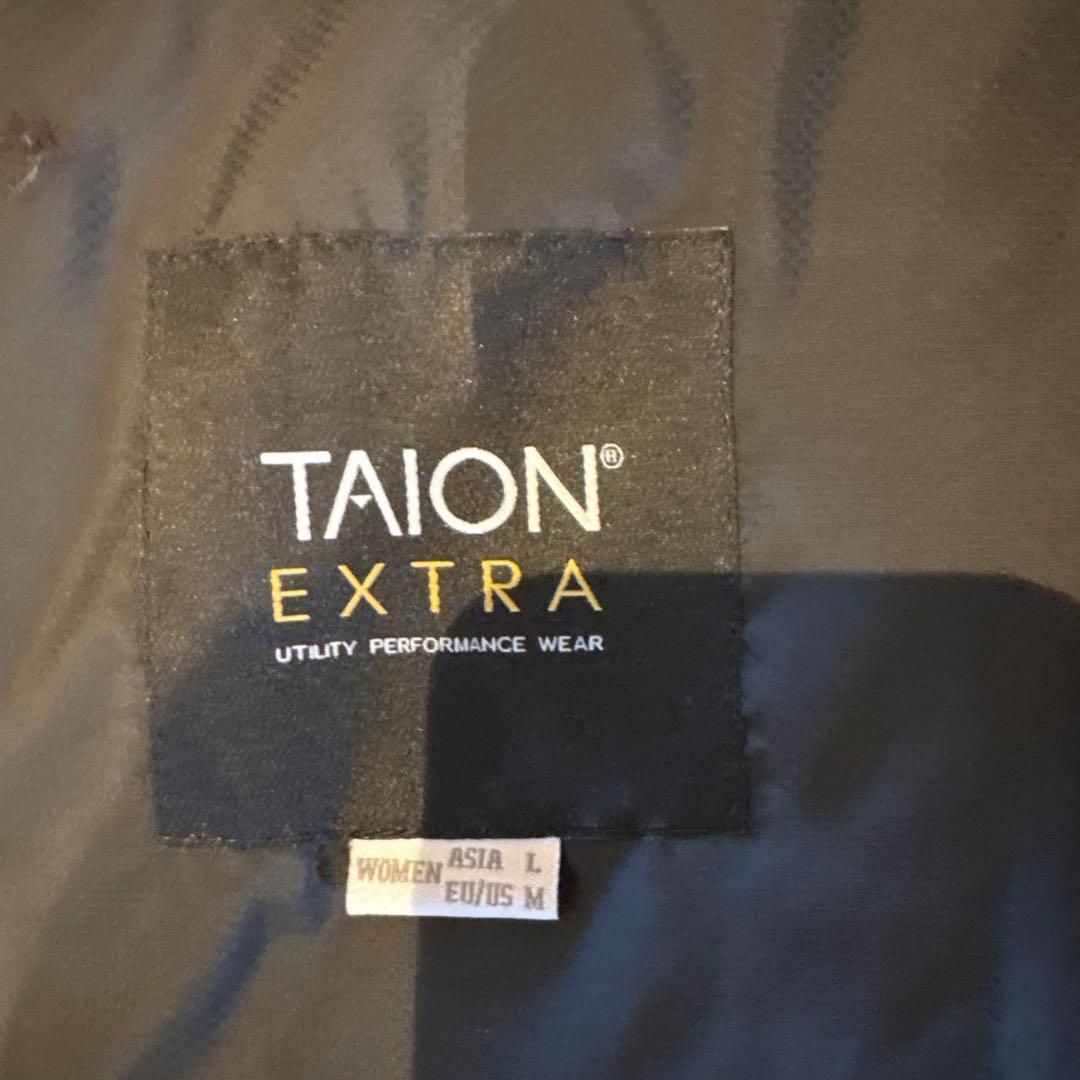 TAION®
EXTRA
UTILITY PERFORMANCE WEAR
WOMEN ASIA L
EU/US M